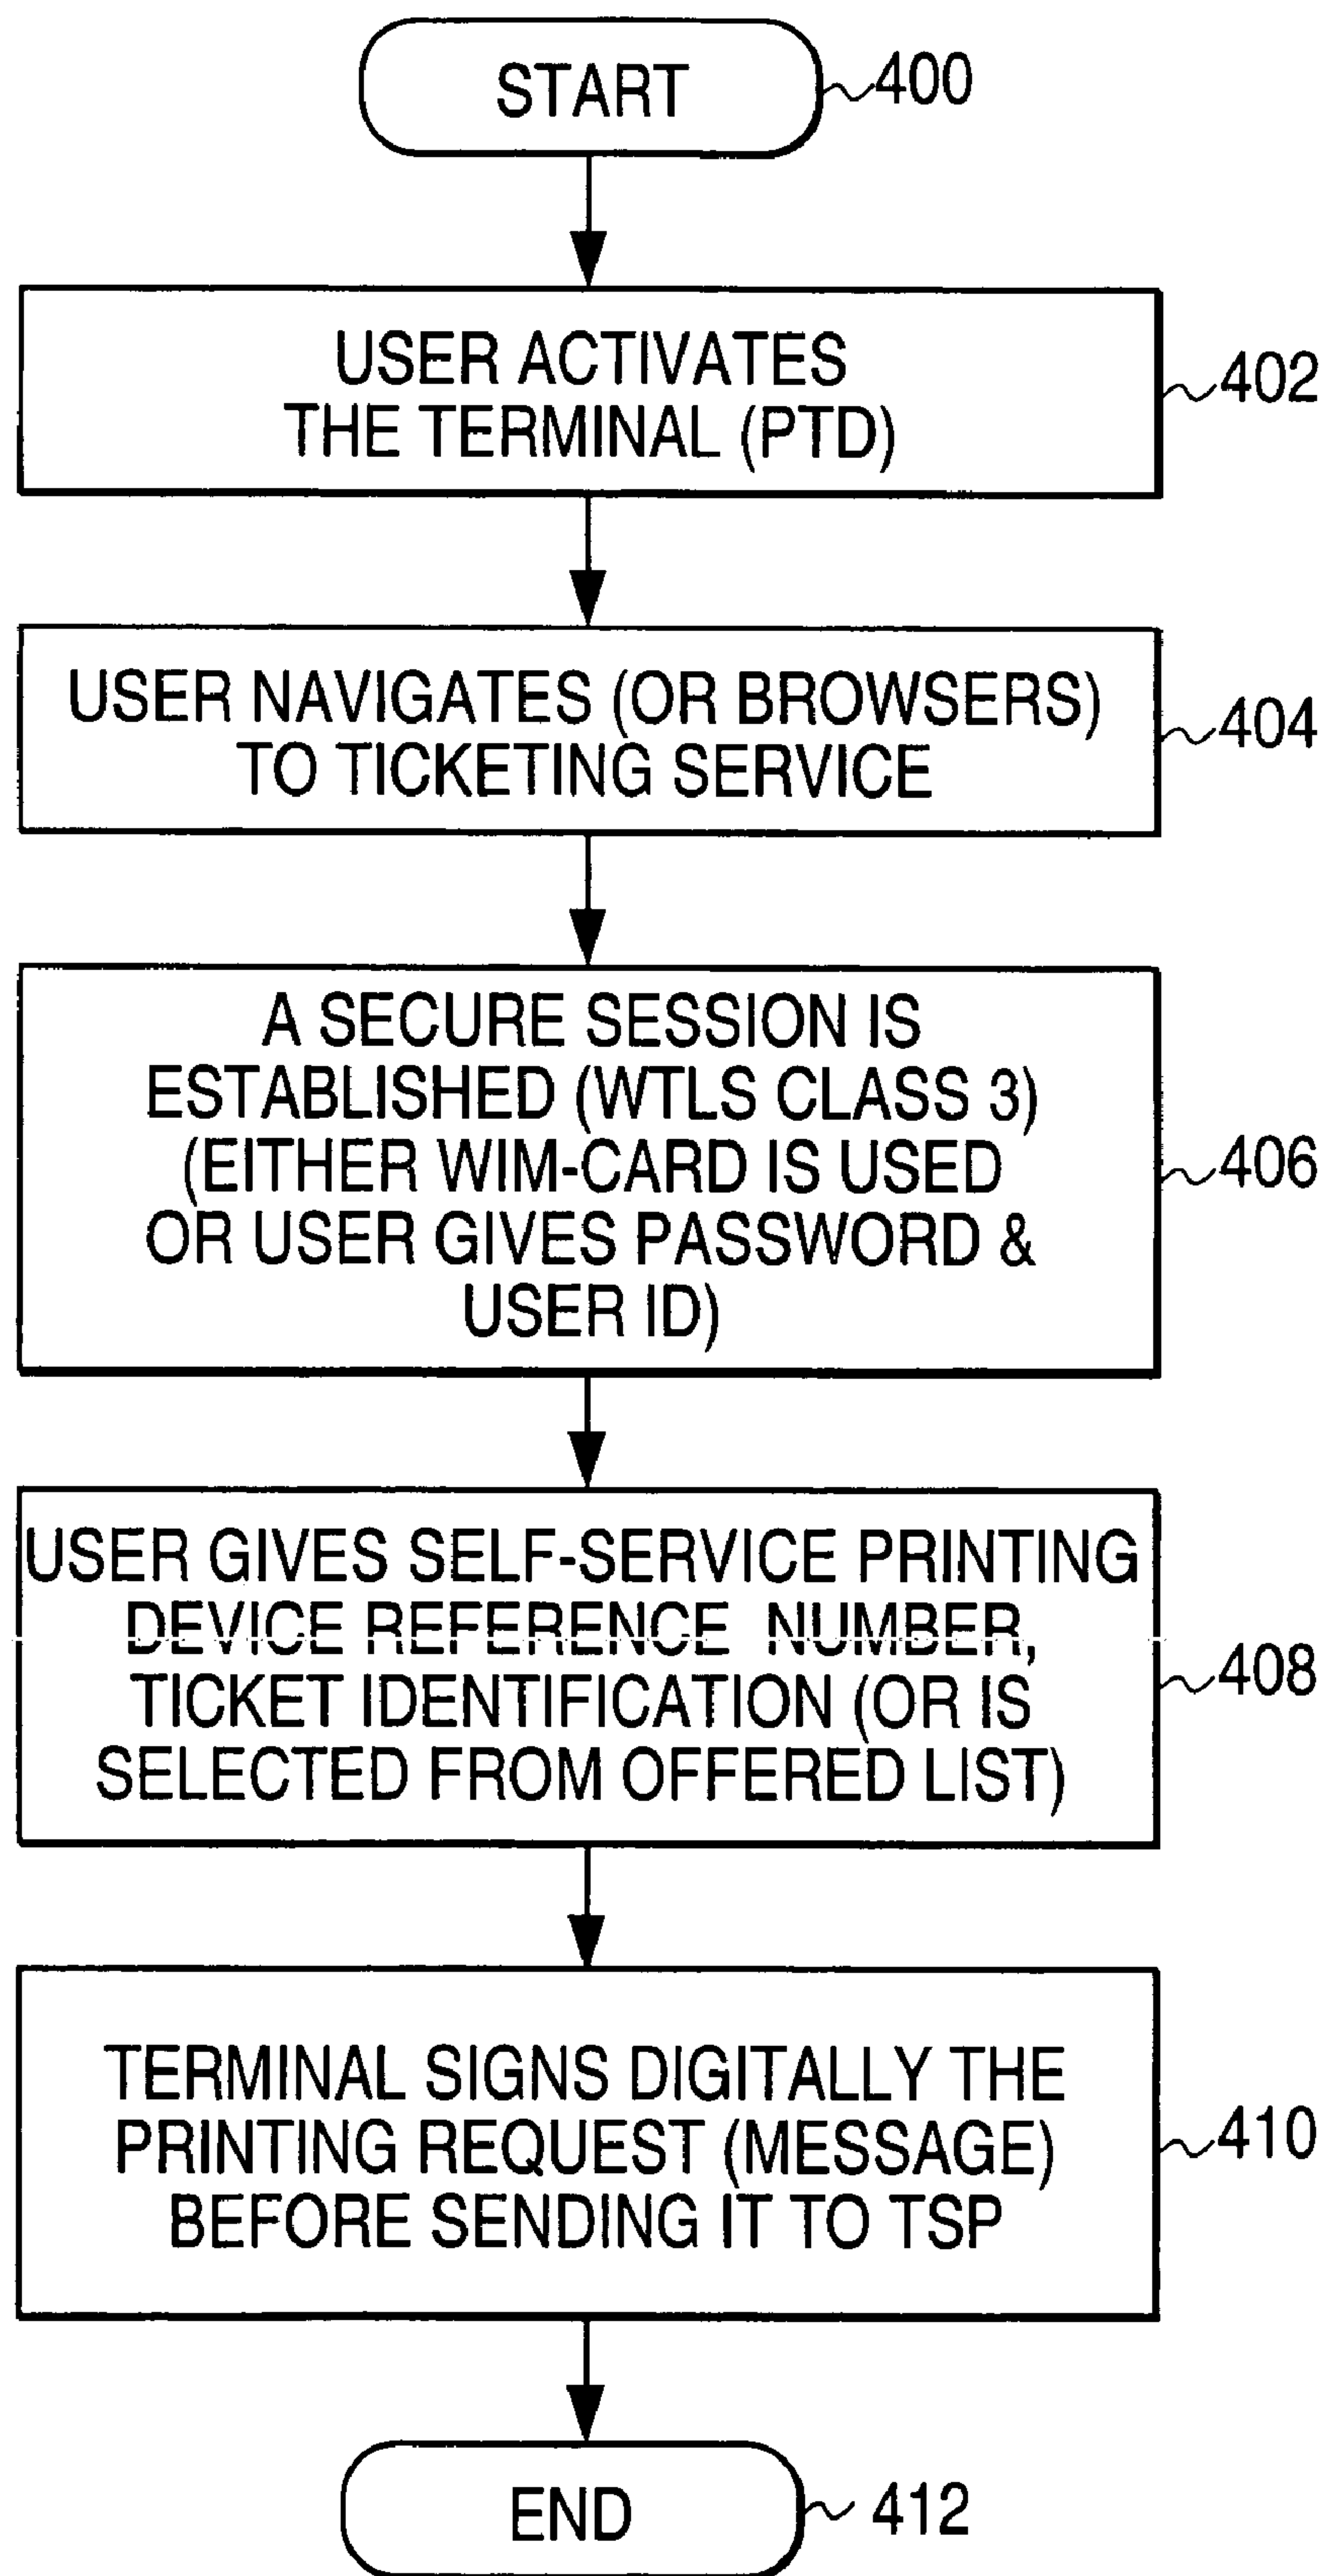 START
400
USER ACTIVATES
THE TERMINAL (PTD)
402
USER NAVIGATES (OR BROWSERS)
TO TICKETING SERVICE
404
A SECURE SESSION IS
ESTABLISHED (WTLS CLASS 3)
(EITHER WIM-CARD IS USED
OR USER GIVES PASSWORD &
USER ID)
406
USER GIVES SELF-SERVICE PRINTING
DEVICE REFERENCE NUMBER,
TICKET IDENTIFICATION (OR IS
SELECTED FROM OFFERED LIST)
408
TERMINAL SIGNS DIGITALLY THE
PRINTING REQUEST (MESSAGE)
BEFORE SENDING IT TO TSP
410
END
412